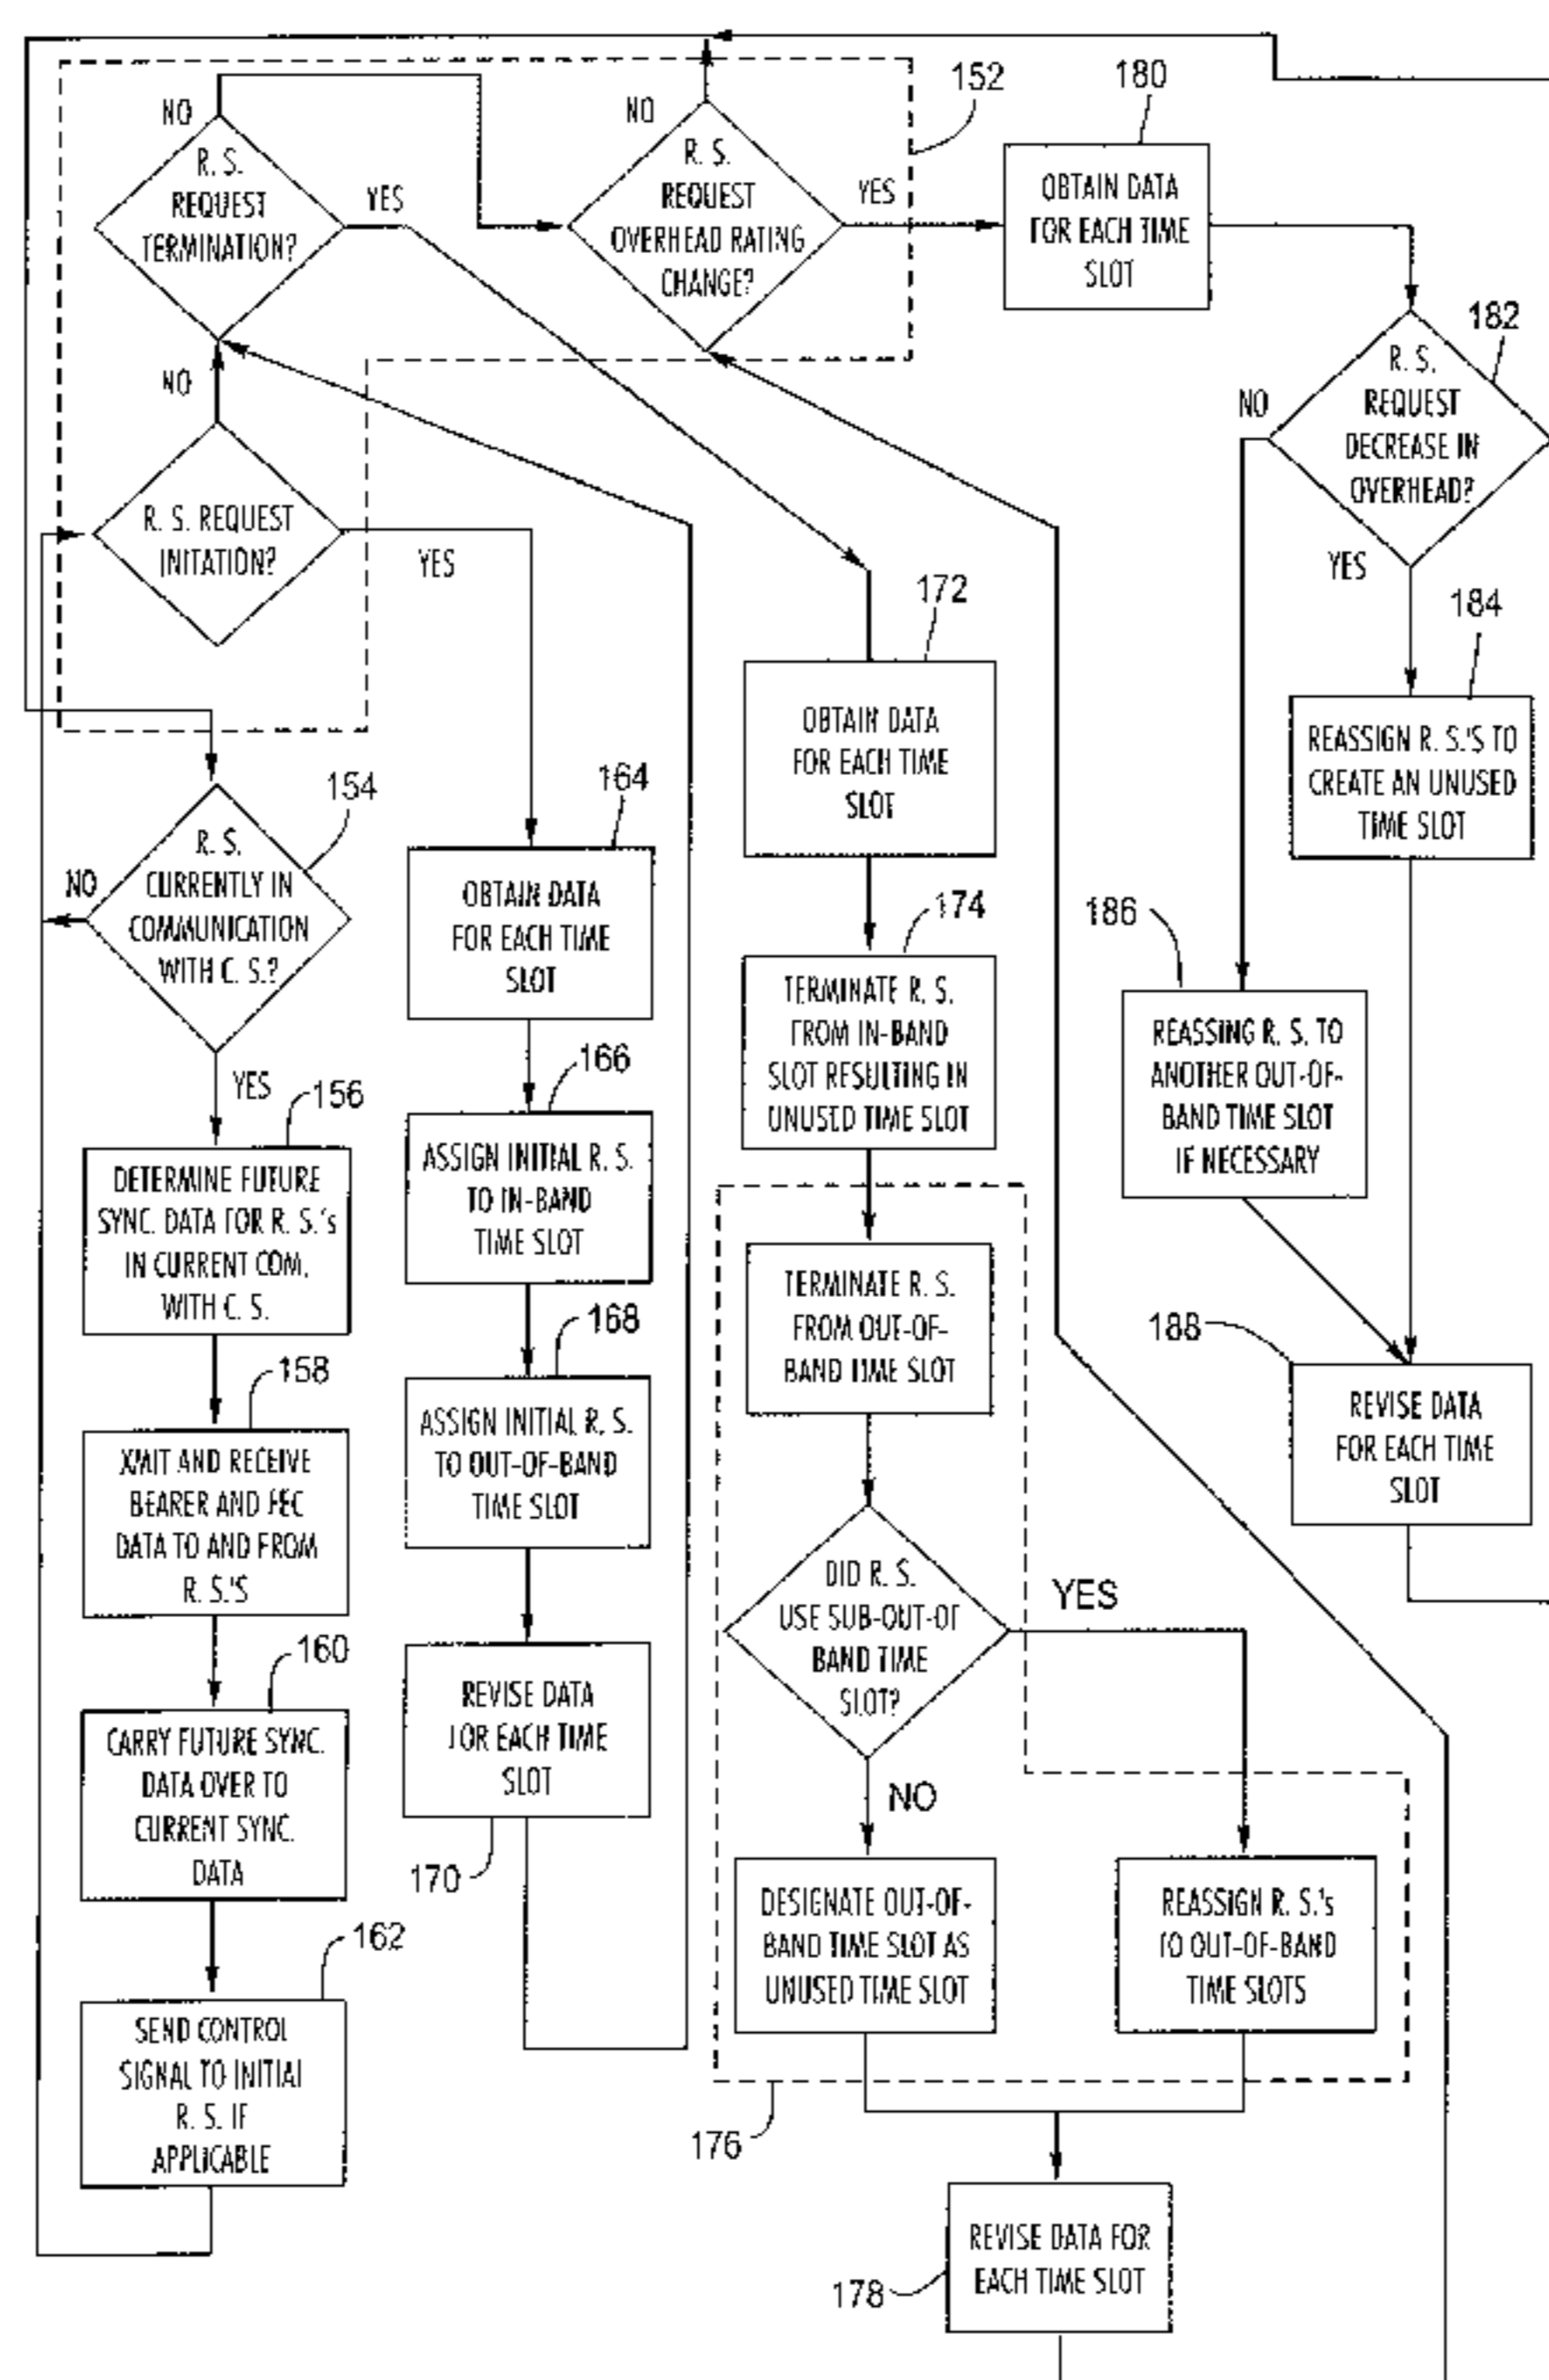 NO
R. S.
REQUEST
TERMINATION?
YES
NO
R. S.
REQUEST
OVERHEAD RATING
CHANGE?
YES
152
180
OBTAIN DATA
FOR EACH TIME
SLOT
182
R. S.
REQUEST
DECREASE IN
OVERHEAD?
NO
YES
NO
R. S. REQUEST
INITATION?
YES
184
REASSIGN R. S.'S TO
CREATE AN UNUSED
TIME SLOT
186
REASSING R. S. TO
ANOTHER OUT-OF-
BAND TIME SLOT
IF NECESSARY
188
REVISE DATA
FOR EACH TIME
SLOT
154
R. S.
CURRENTLY IN
COMMUNICATION
WITH C. S.?
NO
YES
156
DETERMINE FUTURE
SYNC. DATA FOR R. S.'s
IN CURRENT COM.
WITH C. S.
158
XMIT AND RECEIVE
BEARER AND FEC
DATA TO AND FROM
R. S.'S
160
CARRY FUTURE SYNC.
DATA OVER TO
CURRENT SYNC.
DATA
162
SEND CONTROL
SIGNAL TO INITIAL
R. S. IF
APPLICABLE
164
OBTAIN DATA
FOR EACH TIME
SLOT
166
ASSIGN INITIAL R. S.
TO IN-BAND
TIME SLOT
168
ASSIGN INITIAL R. S.
TO OUT-OF-BAND
TIME SLOT
REVISE DATA
FOR EACH TIME
SLOT
170
172
OBTAIN DATA
FOR EACH TIME
SLOT
174
TERMINATE R. S.
FROM IN-BAND
SLOT RESULTING IN
UNUSED TIME SLOT
TERMINATE R. S.
FROM OUT-OF-
BAND TIME SLOT
DID R. S.
USE SUB-OUT-OF
BAND TIME
SLOT?
YES
NO
DESIGNATE OUT-OF-
BAND TIME SLOT AS
UNUSED TIME SLOT
REASSIGN R. S.'s
TO OUT-OF-BAND
TIME SLOTS
176
REVISE DATA FOR
EACH TIME SLOT
178